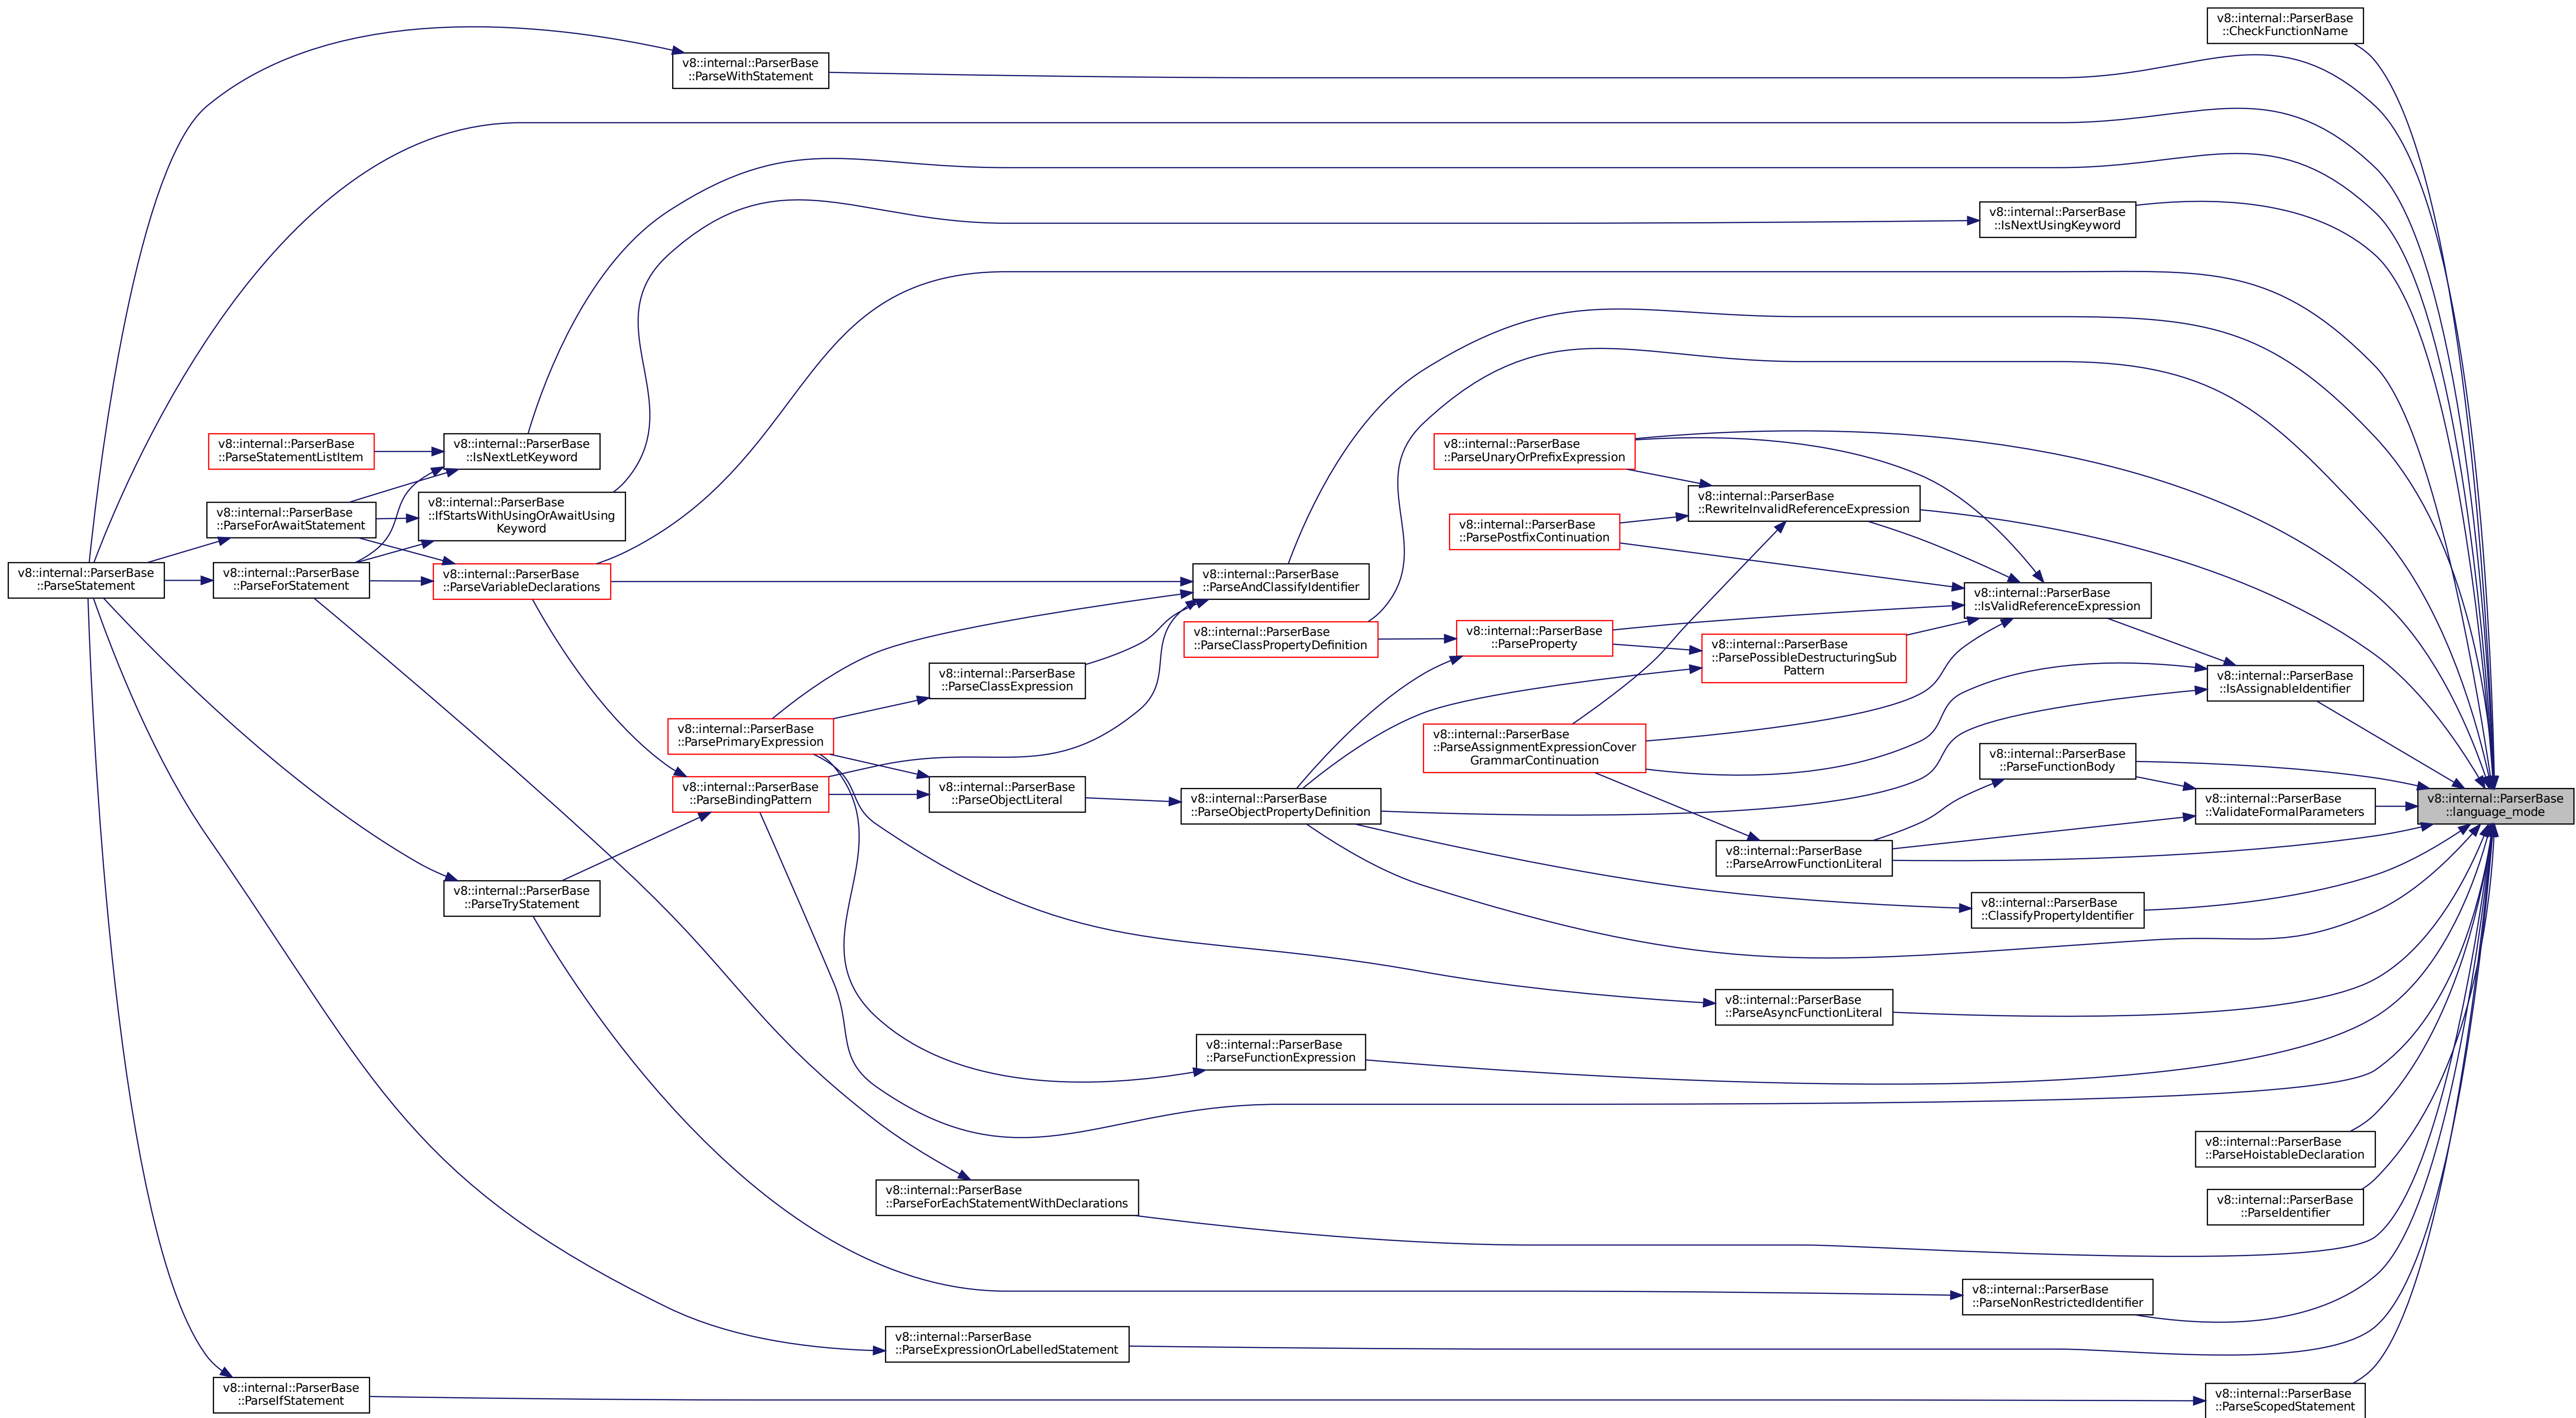 v8::internal::ParserBase
::CheckFunctionName
v8::internal::ParserBase
::ParseWithStatement
v8::internal::ParserBase
::IsNextUsingKeyword
v8::internal::ParserBase
::ParseStatementListItem
v8::internal::ParserBase
::IsNextLetKeyword
v8::internal::ParserBase
::ParseUnaryOrPrefixExpression
v8::internal::ParserBase
::RewriteInvalidReferenceExpression
v8::internal::ParserBase
::ParseForAwaitStatement
v8::internal::ParserBase
::IfStartsWithUsingOrAwaitUsing
Keyword
v8::internal::ParserBase
::ParsePostfixContinuation
v8::internal::ParserBase
::ParseStatement
v8::internal::ParserBase
::ParseForStatement
v8::internal::ParserBase
::ParseVariableDeclarations
v8::internal::ParserBase
::ParseAndClassifyIdentifier
v8::internal::ParserBase
::IsValidReferenceExpression
v8::internal::ParserBase
::ParseClassPropertyDefinition
v8::internal::ParserBase
::ParseProperty
v8::internal::ParserBase
::ParsePossibleDestructuringSub
Pattern
v8::internal::ParserBase
::ParseClassExpression
v8::internal::ParserBase
::IsAssignableIdentifier
v8::internal::ParserBase
::ParsePrimaryExpression
v8::internal::ParserBase
::ParseAssignmentExpressionCover
GrammarContinuation
v8::internal::ParserBase
::ParseFunctionBody
v8::internal::ParserBase
::ParseBindingPattern
v8::internal::ParserBase
::ParseObjectLiteral
v8::internal::ParserBase
::ParseObjectPropertyDefinition
v8::internal::ParserBase
::ValidateFormalParameters
v8::internal::ParserBase
::language_mode
v8::internal::ParserBase
::ParseArrowFunctionLiteral
v8::internal::ParserBase
::ParseTryStatement
v8::internal::ParserBase
::ClassifyPropertyIdentifier
v8::internal::ParserBase
::ParseAsyncFunctionLiteral
v8::internal::ParserBase
::ParseFunctionExpression
v8::internal::ParserBase
::ParseHoistableDeclaration
v8::internal::ParserBase
::ParseForEachStatementWithDeclarations
v8::internal::ParserBase
::ParseIdentifier
v8::internal::ParserBase
::ParseNonRestrictedIdentifier
v8::internal::ParserBase
::ParseExpressionOrLabelledStatement
v8::internal::ParserBase
::ParseIfStatement
v8::internal::ParserBase
::ParseScopedStatement